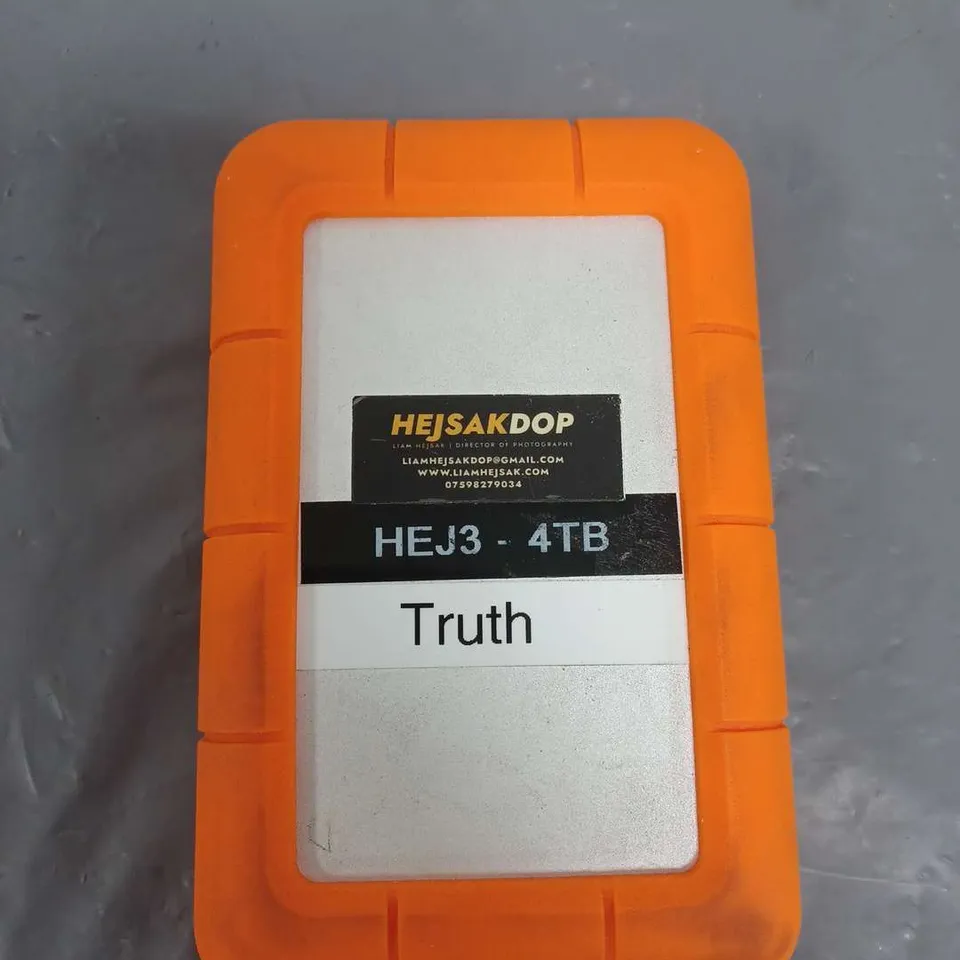 HEJSAKDOP
LIAM HEJSAK | DIRECTOR OF PHOTOGRAPHY
LIAMHEJSAKDOP@GMAIL.COM
WWW.LIAMHEJSAK.COM
07598279034
HEJ3 - 4TB
Truth